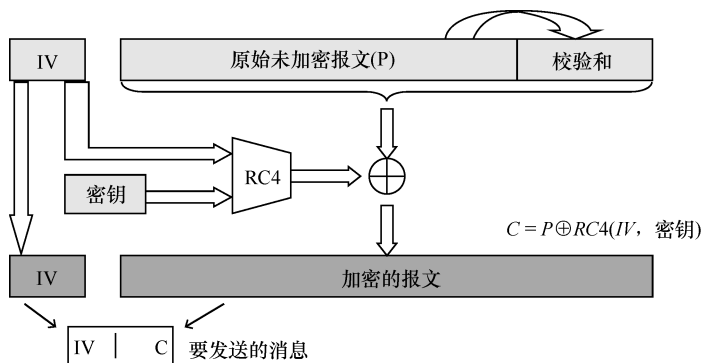 IV
原始未加密报文(P)
校验和
RC4
密钥
C = P⊕RC4(IV，密钥)
IV
加密的报文
IV | C
要发送的消息